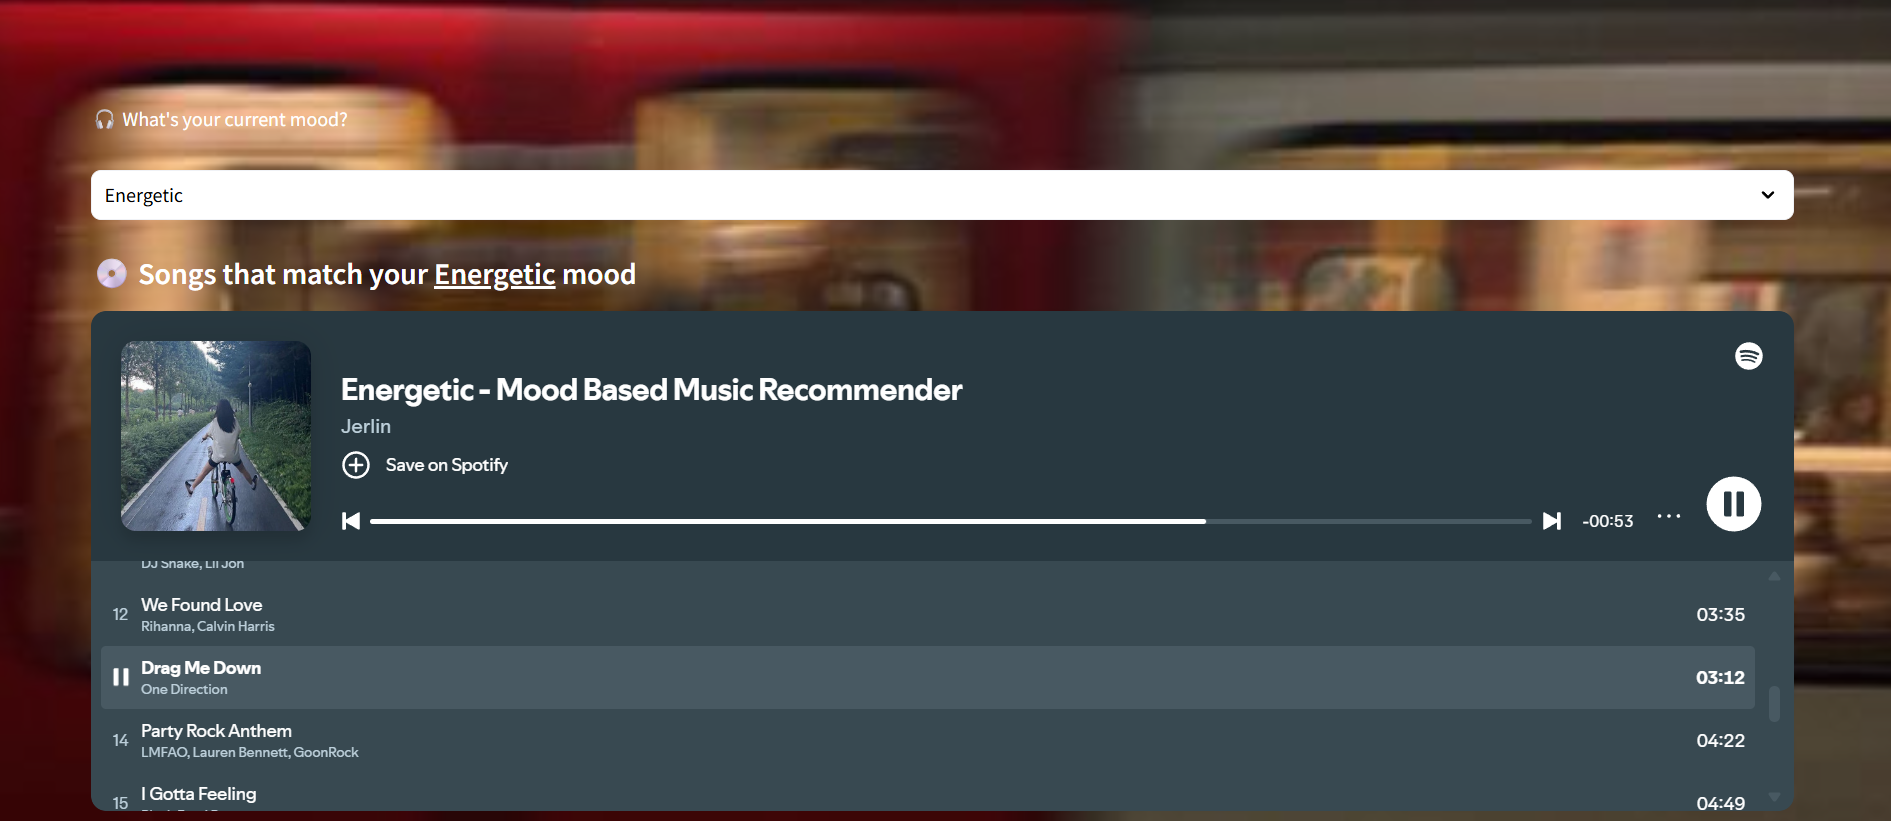 What's your current mood?
Energetic
Songs that match your Energetic mood
Energetic - Mood Based Music Recommender
Jerlin
Save on Spotify
-00:53
DJ Snake, Lil Jon
12 We Found Love 03:35
Rihanna, Calvin Harris
Drag Me Down 03:12
One Direction
14 Party Rock Anthem 04:22
LMFAO, Lauren Bennett, GoonRock
15 I Gotta Feeling 04:49